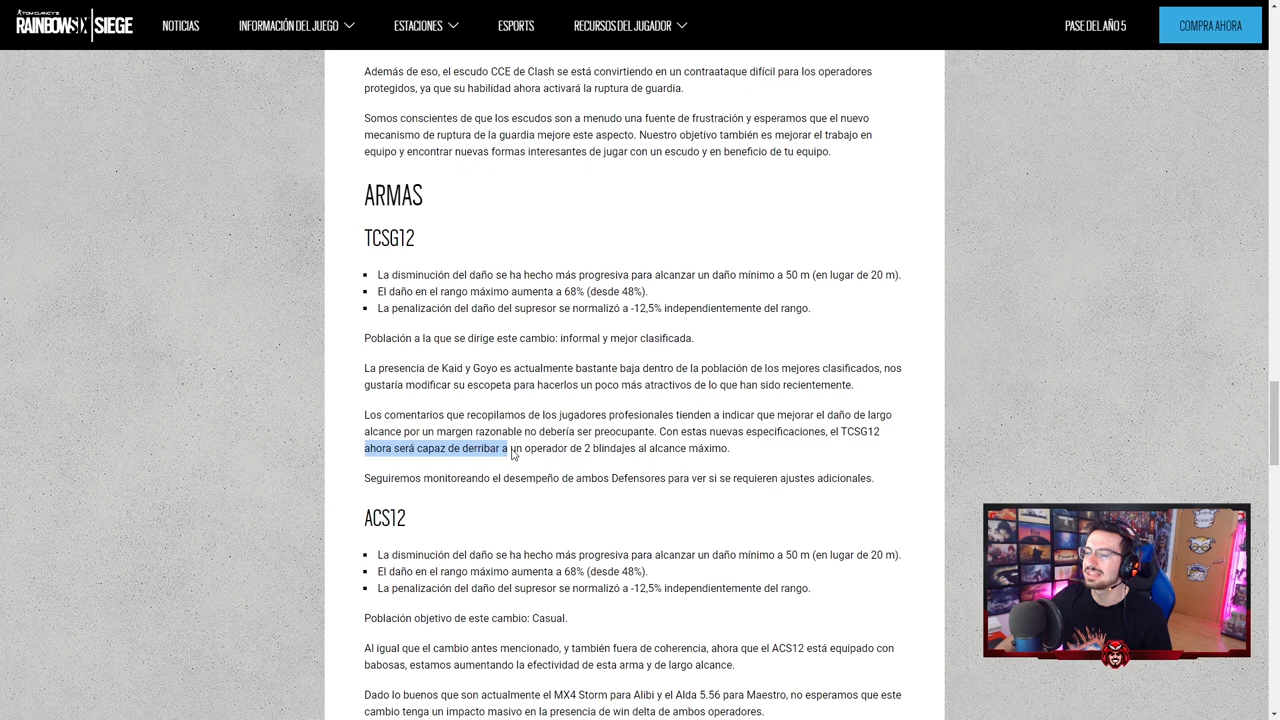 TOM CLANCY'S
RAINBOWSIX SIEGE
NOTICIAS
INFORMACIÓN DEL JUEGO
ESTACIONES
ESPORTS
RECURSOS DEL JUGADOR
PASE DEL AÑO 5
COMPRA AHORA
Además de eso, el escudo CCE de Clash se está convirtiendo en un contraataque difícil para los operadores
protegidos, ya que su habilidad ahora activará la ruptura de guardia.
Somos conscientes de que los escudos son a menudo una fuente de frustración y esperamos que el nuevo
mecanismo de ruptura de la guardia mejore este aspecto. Nuestro objetivo también es mejorar el trabajo en
equipo y encontrar nuevas formas interesantes de jugar con un escudo y en beneficio de tu equipo.
ARMAS
TCSG12
La disminución del daño se ha hecho más progresiva para alcanzar un daño mínimo a 50 m (en lugar de 20 m).
El daño en el rango máximo aumenta a 68% (desde 48%).
La penalización del daño del supresor se normalizó a -12,5% independientemente del rango.
Población a la que se dirige este cambio: informal y mejor clasificada.
La presencia de Kaid y Goyo es actualmente bastante baja dentro de la población de los mejores clasificados, nos
gustaría modificar su escopeta para hacerlos un poco más atractivos de lo que han sido recientemente.
Los comentarios que recopilamos de los jugadores profesionales tienden a indicar que mejorar el daño de largo
alcance por un margen razonable no debería ser preocupante. Con estas nuevas especificaciones, el TCSG12
ahora será capaz de derribar a un operador de 2 blindajes al alcance máximo.
Seguiremos monitoreando el desempeño de ambos Defensores para ver si se requieren ajustes adicionales.
ACS12
La disminución del daño se ha hecho más progresiva para alcanzar un daño mínimo a 50 m (en lugar de 20 m).
El daño en el rango máximo aumenta a 68% (desde 48%).
La penalización del daño del supresor se normalizó a -12,5% independientemente del rango.
Población objetivo de este cambio: Casual.
Al igual que el cambio antes mencionado, y también fuera de coherencia, ahora que el ACS12 está equipado con
babosas, estamos aumentando la efectividad de esta arma y de largo alcance.
Dado lo buenos que son actualmente el MX4 Storm para Alibi y el Alda 5.56 para Maestro, no esperamos que este
cambio tenga un impacto masivo en la presencia de win delta de ambos operadores.